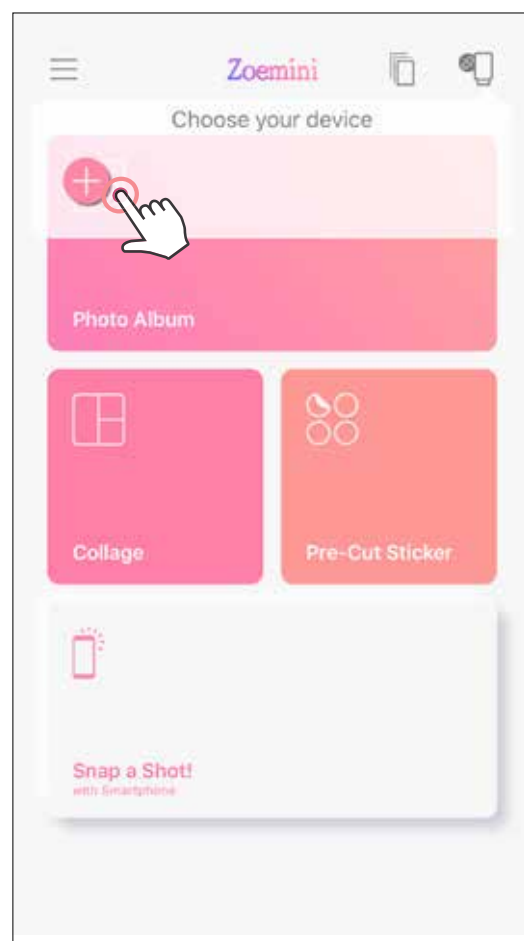 Zoemini
Choose your device
Photo Album
Collage
Pre-Cut Sticker
Snap a Shot!
with Smartphone